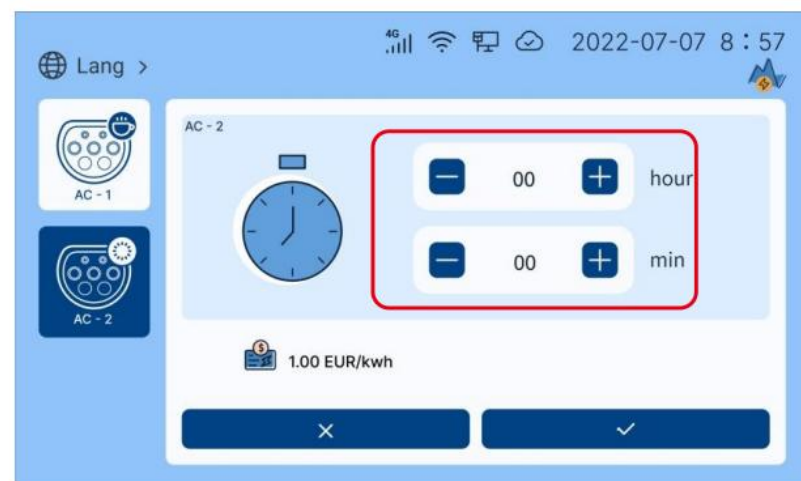 4G
2022-07-07 8：57
Lang >
AC - 1
AC - 2
AC - 2
00 hour
00 min
1.00 EUR/kwh